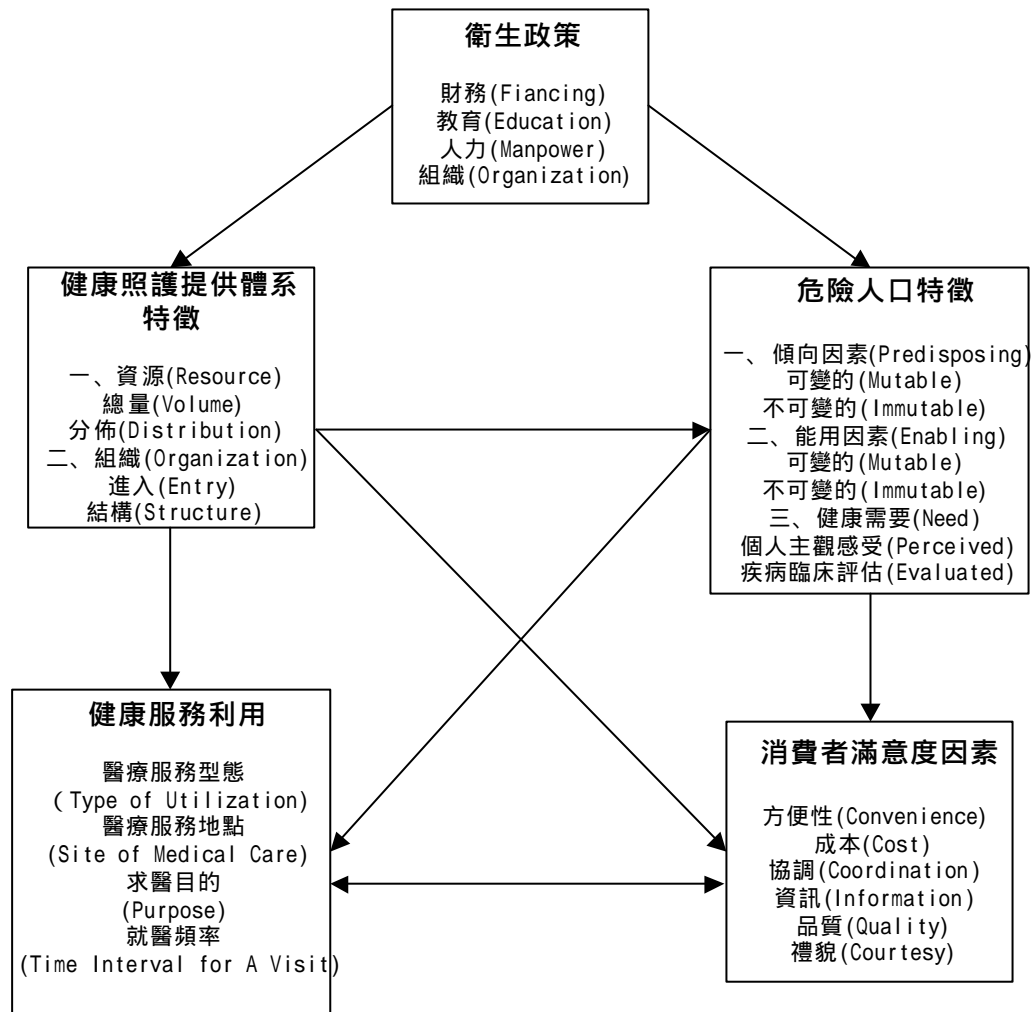 衛生政策
財務(Fiancing)
教育(Education)
人力(Manpower)
組織(Organization)
健康照護提供體系
特徵
一、資源(Resource)
總量(Volume)
分佈(Distribution)
二、組織(Organization)
進入(Entry)
結構(Structure)
危險人口特徵
一、傾向因素(Predisposing)
可變的(Mutable)
不可變的(Immutable)
二、能用因素(Enabling)
可變的(Mutable)
不可變的(Immutable)
三、健康需要(Need)
個人主觀感受(Perceived)
疾病臨床評估(Evaluated)
健康服務利用
醫療服務型態
(Type of Utilization)
醫療服務地點
(Site of Medical Care)
求醫目的
(Purpose)
就醫頻率
(Time Interval for A Visit)
消費者滿意度因素
方便性(Convenience)
成本(Cost)
協調(Coordination)
資訊(Information)
品質(Quality)
禮貌(Courtesy)